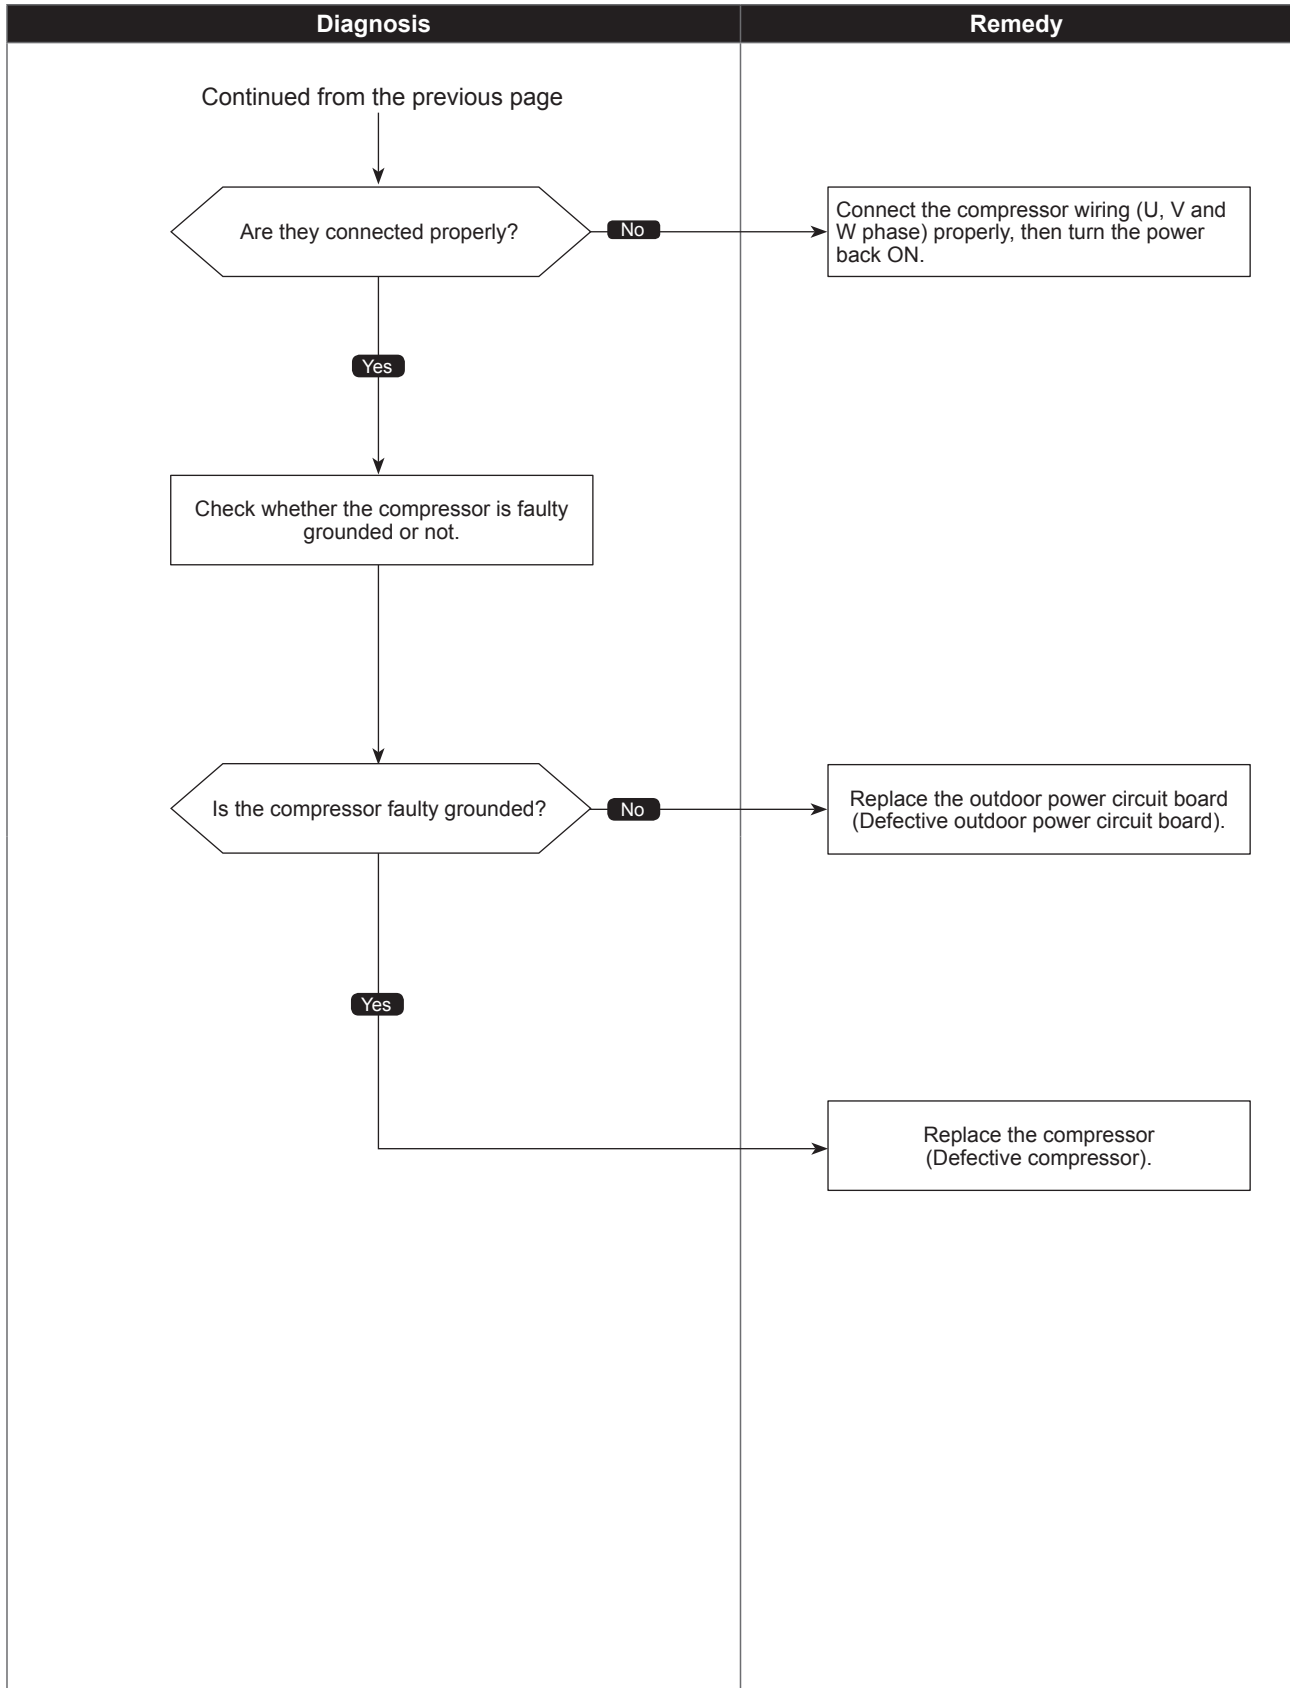 Diagnosis
Remedy
Continued from the previous page
Are they connected properly?
No
Connect the compressor wiring (U, V and
W phase) properly, then turn the power
back ON.
Yes
Check whether the compressor is faulty
grounded or not.
Is the compressor faulty grounded?
No
Replace the outdoor power circuit board
(Defective outdoor power circuit board).
Yes
Replace the compressor
(Defective compressor).